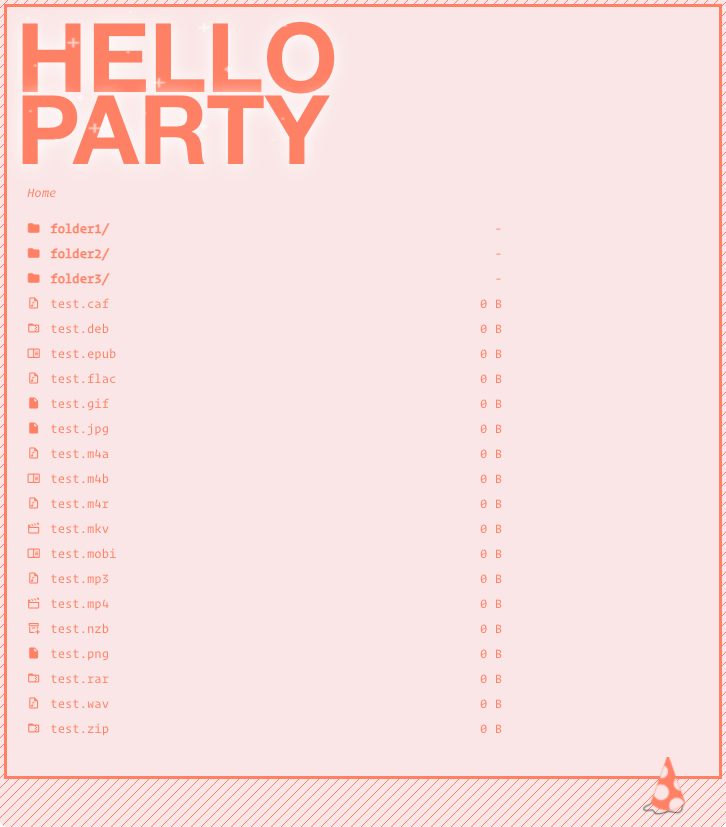 HELLO
PARTY
Home
folder1/ -
folder2/ -
folder3/ -
test.caf 0 B
test.deb 0 B
test.epub 0 B
test.flac 0 B
test.gif 0 B
test.jpg 0 B
test.m4a 0 B
test.m4b 0 B
test.m4r 0 B
test.mkv 0 B
test.mobi 0 B
test.mp3 0 B
test.mp4 0 B
test.nzb 0 B
test.png 0 B
test.rar 0 B
test.wav 0 B
test.zip 0 B